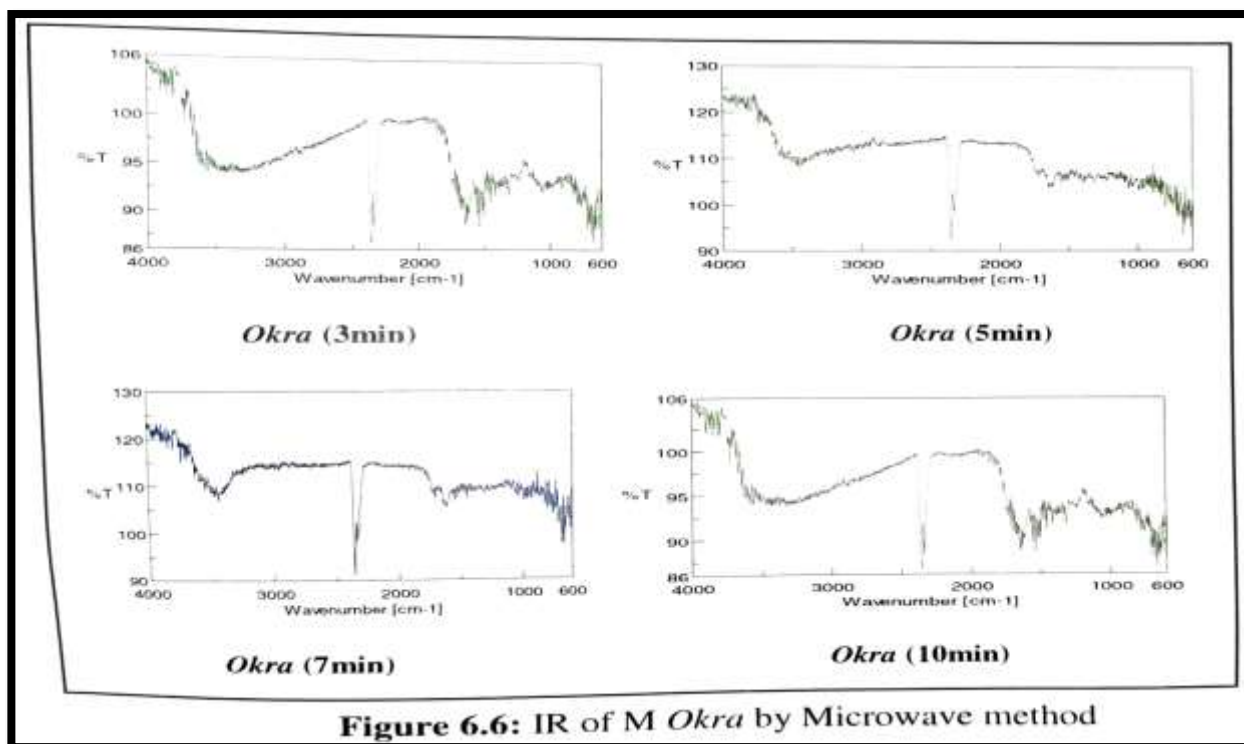 106
100
%T
95
90
86
4000 3000 2000 1000 600
Wavenumber [cm-1]
Okra (3min)
130
120
%T
110
100
90
4000 3000 2000 1000 600
Wavenumber [cm-1]
Okra (5min)
130
120
%T
110
100
90
4000 3000 2000 1000 600
Wavenumber [cm-1]
Okra (7min)
106
100
%T
95
90
86
4000 3000 2000 1000 600
Wavenumber [cm-1]
Okra (10min)
Figure 6.6: IR of M Okra by Microwave method